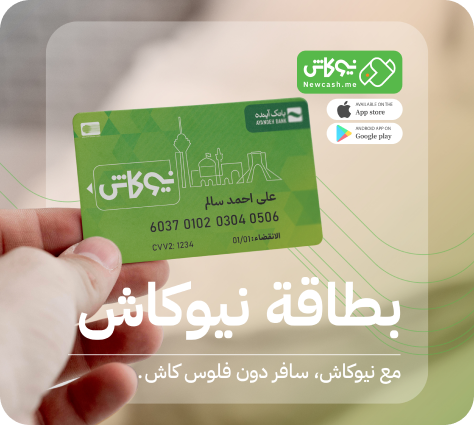 نیوکاش
Newcash.me
AVAILABLE ON THE
App store
ANDROID APP ON
Google play
بانک آینده
AYANDEH BANK
نیوکاش
علي احمد سالم
6037 0102 0304 0506
الانقضاء: 01/01
CVV2: 1234
بطاقة نيوكاش
مع نيوكاش، سافر دون فلوس كاش.